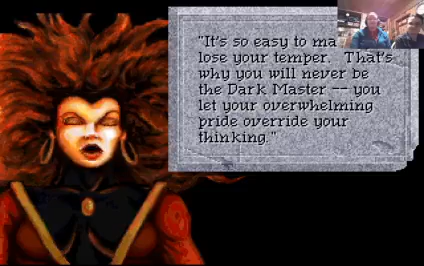 "It's so easy to ma
lose your temper. That's
why you will never be
the Dark Master -- you
let your overwhelming
pride override your
thinking."